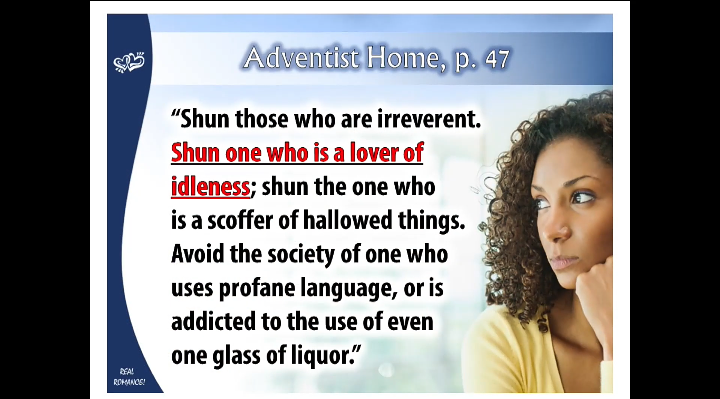 Adventist Home, p. 47
“Shun those who are irreverent.
Shun one who is a lover of
idleness; shun the one who
is a scoffer of hallowed things.
Avoid the society of one who
uses profane language, or is
addicted to the use of even
one glass of liquor.”
REAL
ROMANCE!